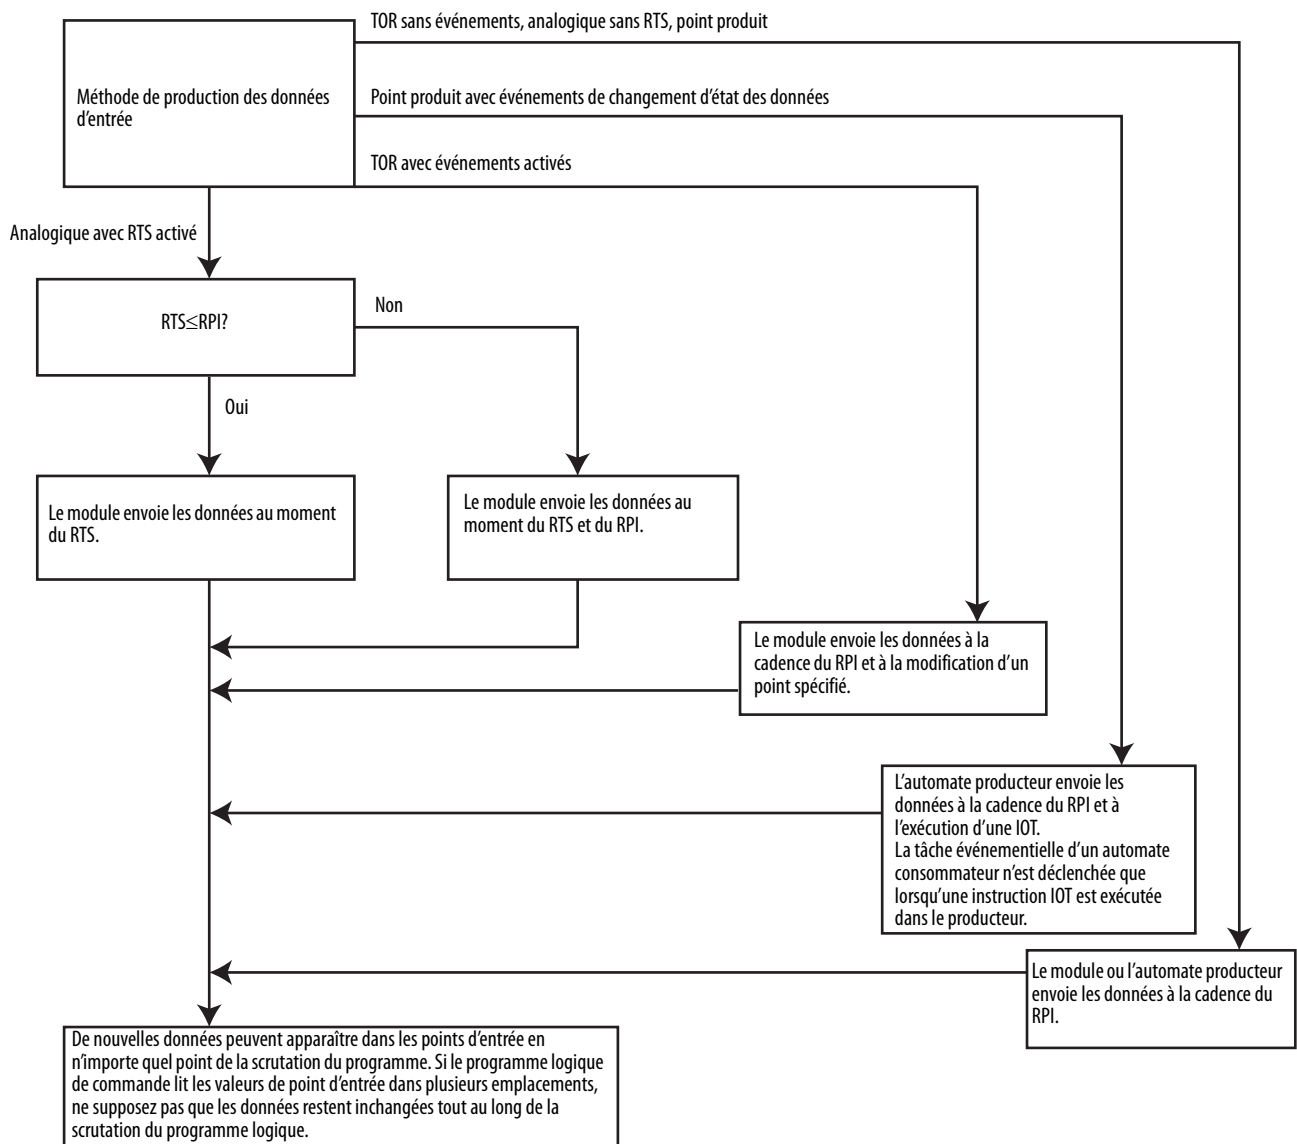 TOR sans événements, analogique sans RTS, point produit
Méthode de production des données
d'entrée
Point produit avec événements de changement d'état des données
TOR avec événements activés
Analogique avec RTS activé
RTS≤RPI?
Non
Oui
Le module envoie les données au moment
du RTS.
Le module envoie les données au
moment du RTS et du RPI.
Le module envoie les données à la
cadence du RPI et à la modification d'un
point spécifié.
L'automate producteur envoie les
données à la cadence du RPI et à
l'exécution d'une IOT.
La tâche événementielle d'un automate
consommateur n'est déclenchée que
lorsqu'une instruction IOT est exécutée
dans le producteur.
Le module ou l'automate producteur
envoie les données à la cadence du
RPI.
De nouvelles données peuvent apparaître dans les points d'entrée en
n'importe quel point de la scrutation du programme. Si le programme logique
de commande lit les valeurs de point d'entrée dans plusieurs emplacements,
ne supposez pas que les données restent inchangées tout au long de la
scrutation du programme logique.